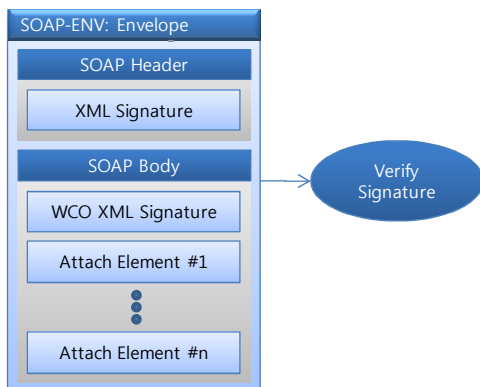 SOAP-ENV: Envelope
SOAP Header
XML Signature
SOAP Body
WCO XML Signature
Attach Element #1
Attach Element #n
Verify
Signature